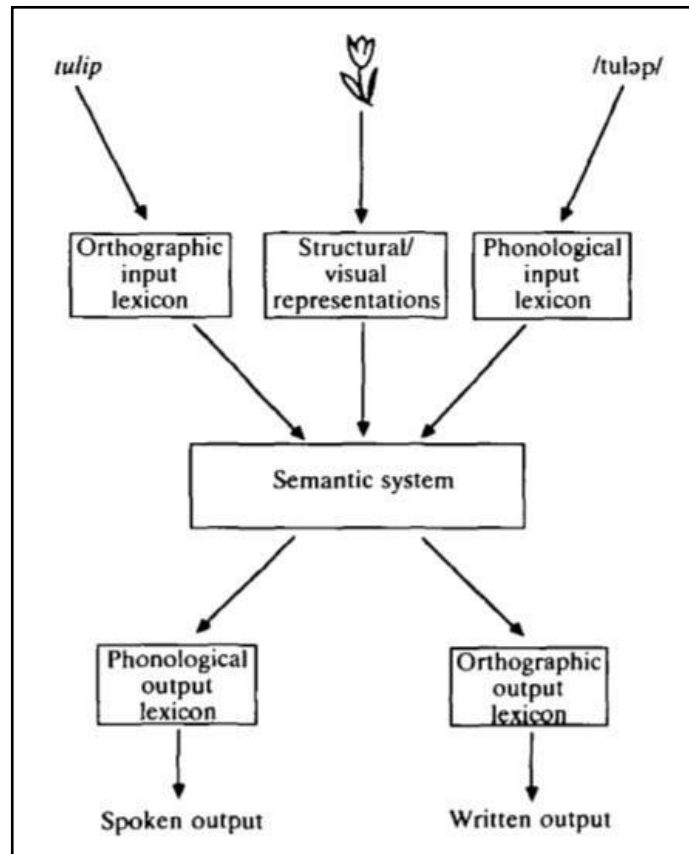 tulip
/tuləp/
Orthographic
input
lexicon
Structural/
visual
representations
Phonological
input
lexicon
Semantic system
Phonological
output
lexicon
Orthographic
output
lexicon
Spoken output
Written output